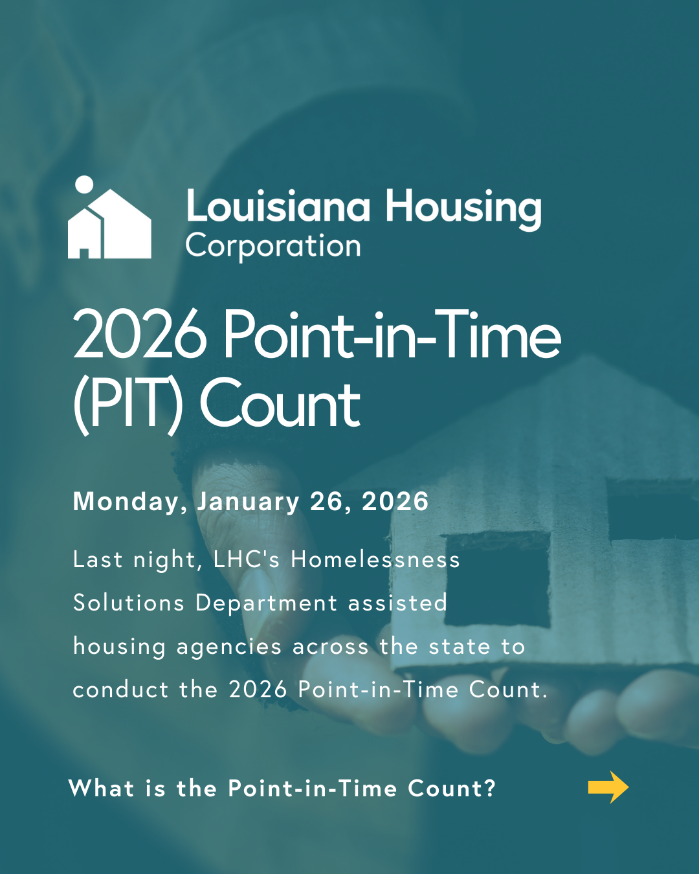 Louisiana Housing
Corporation
2026 Point-in-Time
(PIT) Count
Monday, January 26, 2026
Last night, LHC's Homelessness
Solutions Department assisted
housing agencies across the state to
conduct the 2026 Point-in-Time Count.
What is the Point-in-Time Count?